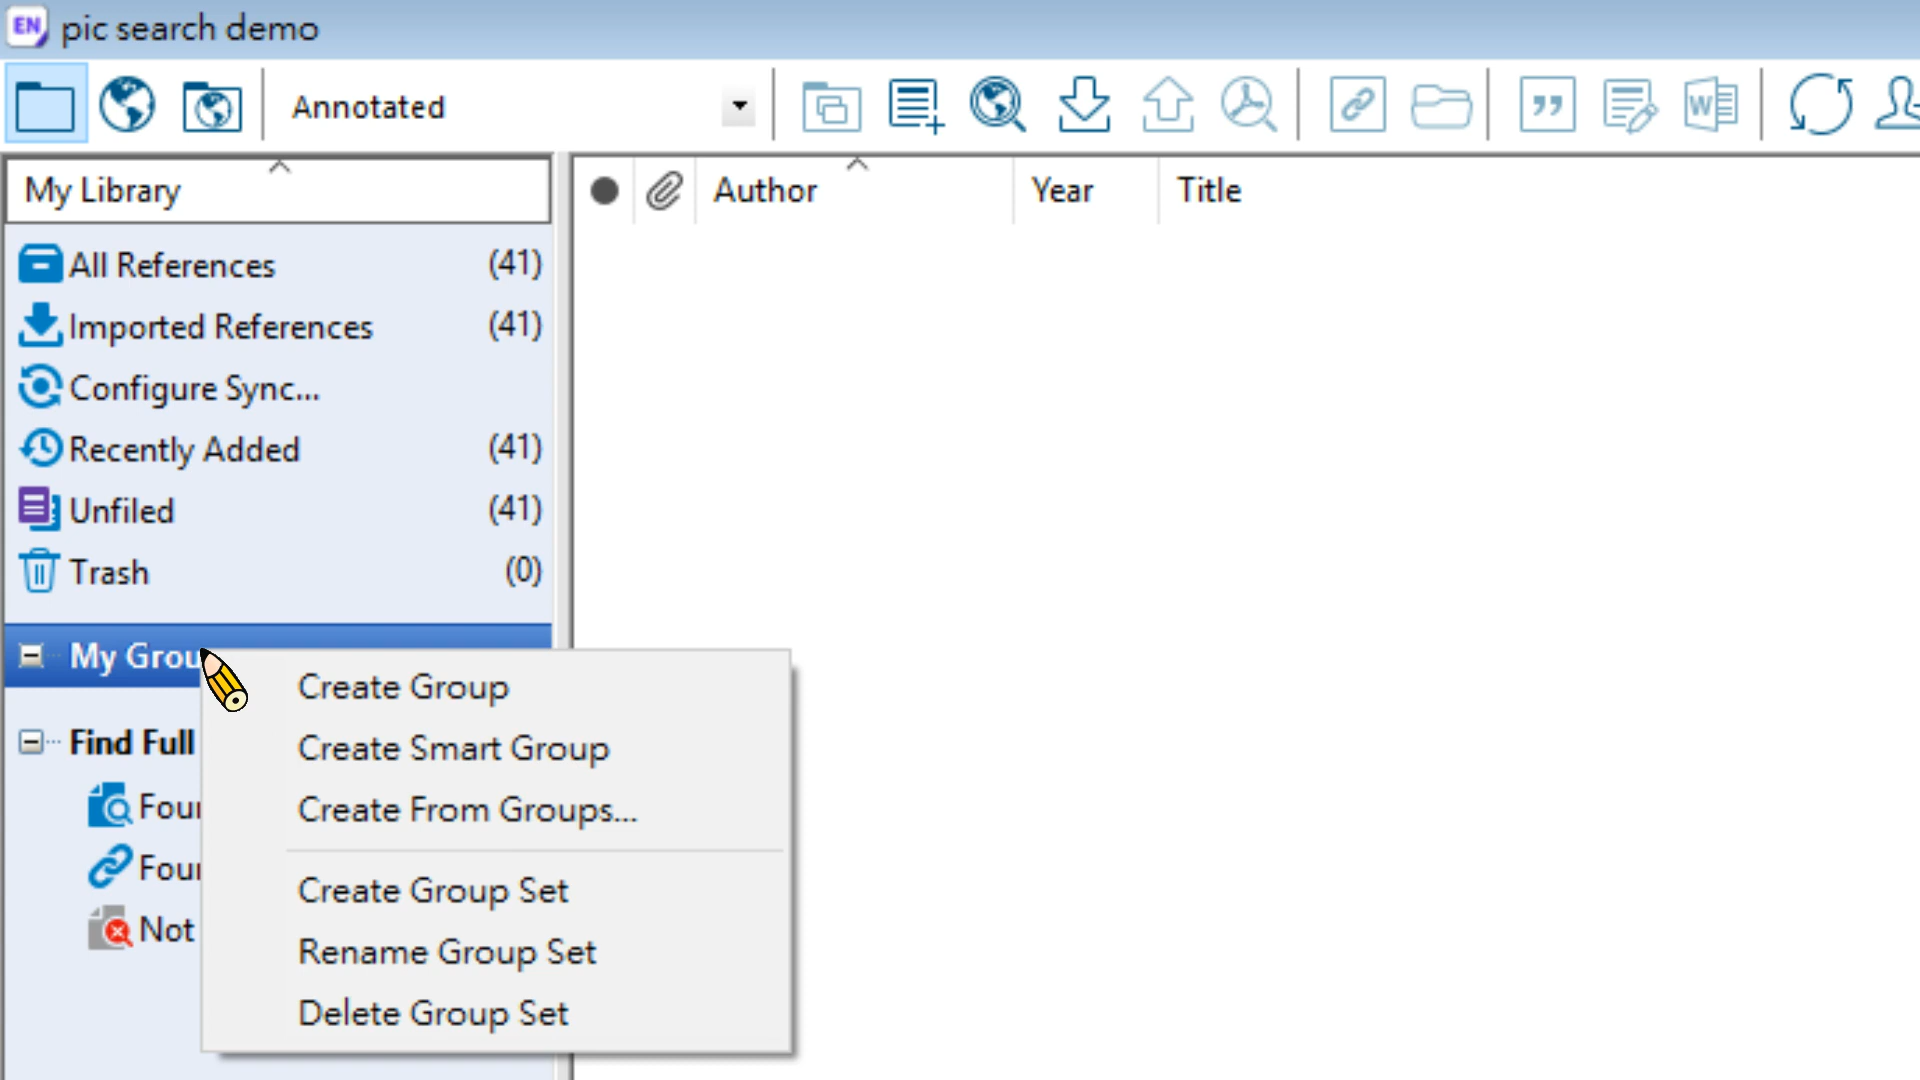 EN pic search demo
Annotated
My Library
Author Year Title
All References (41)
Imported References (41)
Configure Sync...
Recently Added (41)
Unfiled (41)
Trash (0)
My Grou
Create Group
Create Smart Group
Create From Groups...
Create Group Set
Rename Group Set
Delete Group Set
Find Full
Four
Four
Not